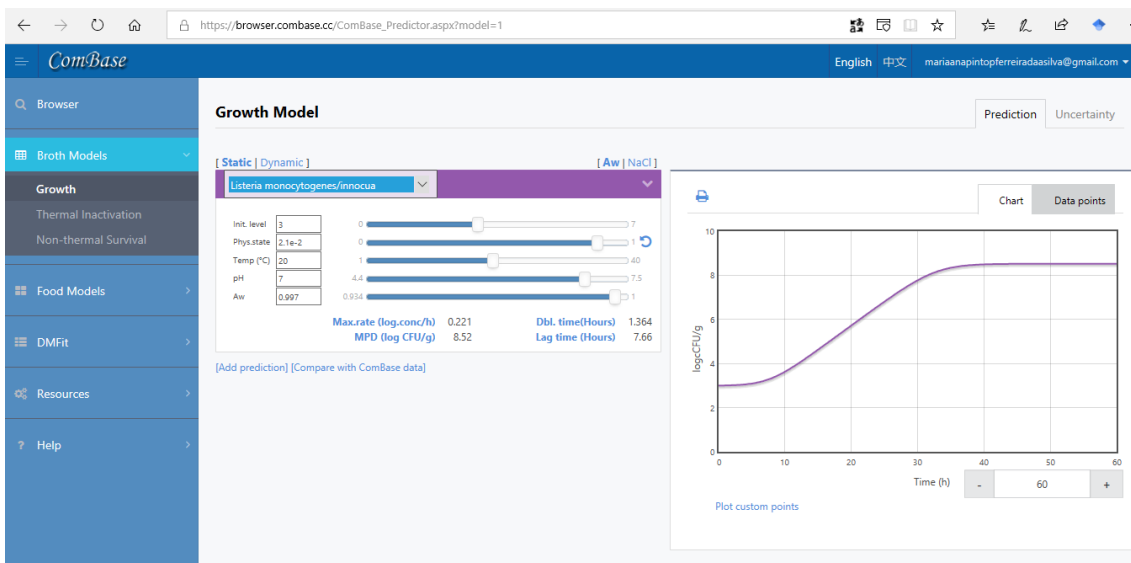 https://browser.combase.cc/ComBase_Predictor.aspx?model=1
ComBase
English 中文 mariaanapintopferreiradaasilva@gmail.com
Browser
Growth Model
Prediction Uncertainty
Broth Models
[ Static | Dynamic ] [ Aw | NaCl ]
Growth
Listeria monocytogenes/innocua
Thermal Inactivation
Chart Data points
Non-thermal Survival
Init. level 3 0 7
Phys.state 2.1e-2 0 1
Temp (°C) 20 1 40
pH 7 4.4 7.5
Aw 0.997 0.934 1
Food Models
Max.rate (log.conc/h) 0.221 Dbl. time(Hours) 1.364
MPD (log CFU/g) 8.52 Lag time (Hours) 7.66
DMFit
[Add prediction] [Compare with ComBase data]
Resources
? Help
10
8
6
4
2
0
logcCFU/g
0 10 20 30 40 50 60
Time (h) - 60 +
Plot custom points